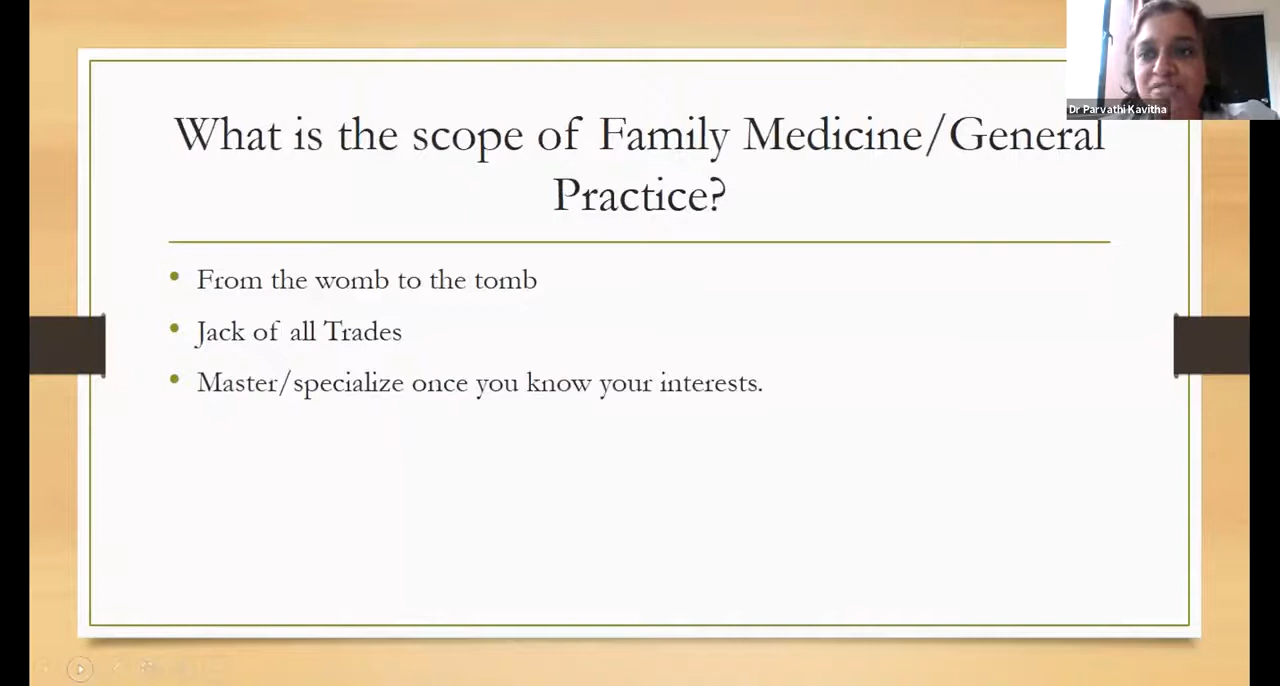 Dr Parvathi Kavitha
What is the scope of Family Medicine/General
Practice?
• From the womb to the tomb
• Jack of all Trades
• Master/specialize once you know your interests.